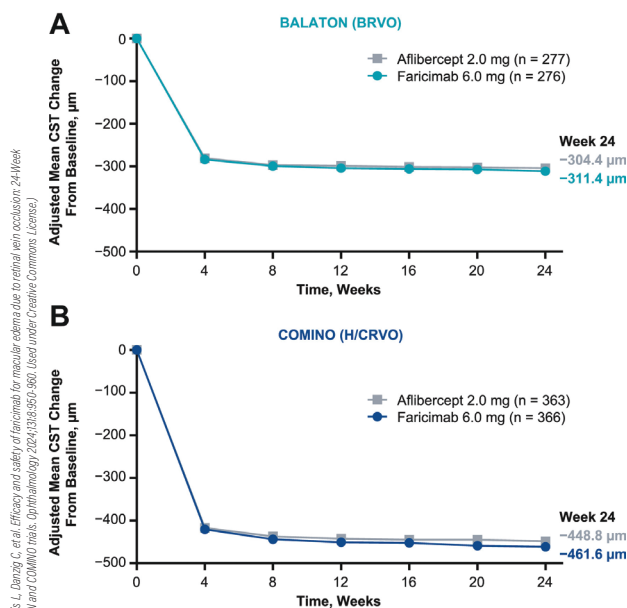 A
BALATON (BRVO)
Adjusted Mean CST Change
From Baseline, µm
0
−100
−200
−300
−400
−500
Aflibercept 2.0 mg (n = 277)
Faricimab 6.0 mg (n = 276)
Week 24
−304.4 µm
−311.4 µm
0 4 8 12 16 20 24
Time, Weeks
B
COMINO (H/CRVO)
Adjusted Mean CST Change
From Baseline, µm
0
−100
−200
−300
−400
−500
Aflibercept 2.0 mg (n = 363)
Faricimab 6.0 mg (n = 366)
Week 24
−448.8 µm
−461.6 µm
0 4 8 12 16 20 24
Time, Weeks
L, Danzig C, et al. Efficacy and safety of faricimab for macular edema due to retinal vein occlusion: 24-Week
and COMINO trials. Ophthalmology 2024;131:8:950-960. Used under Creative Commons License.)